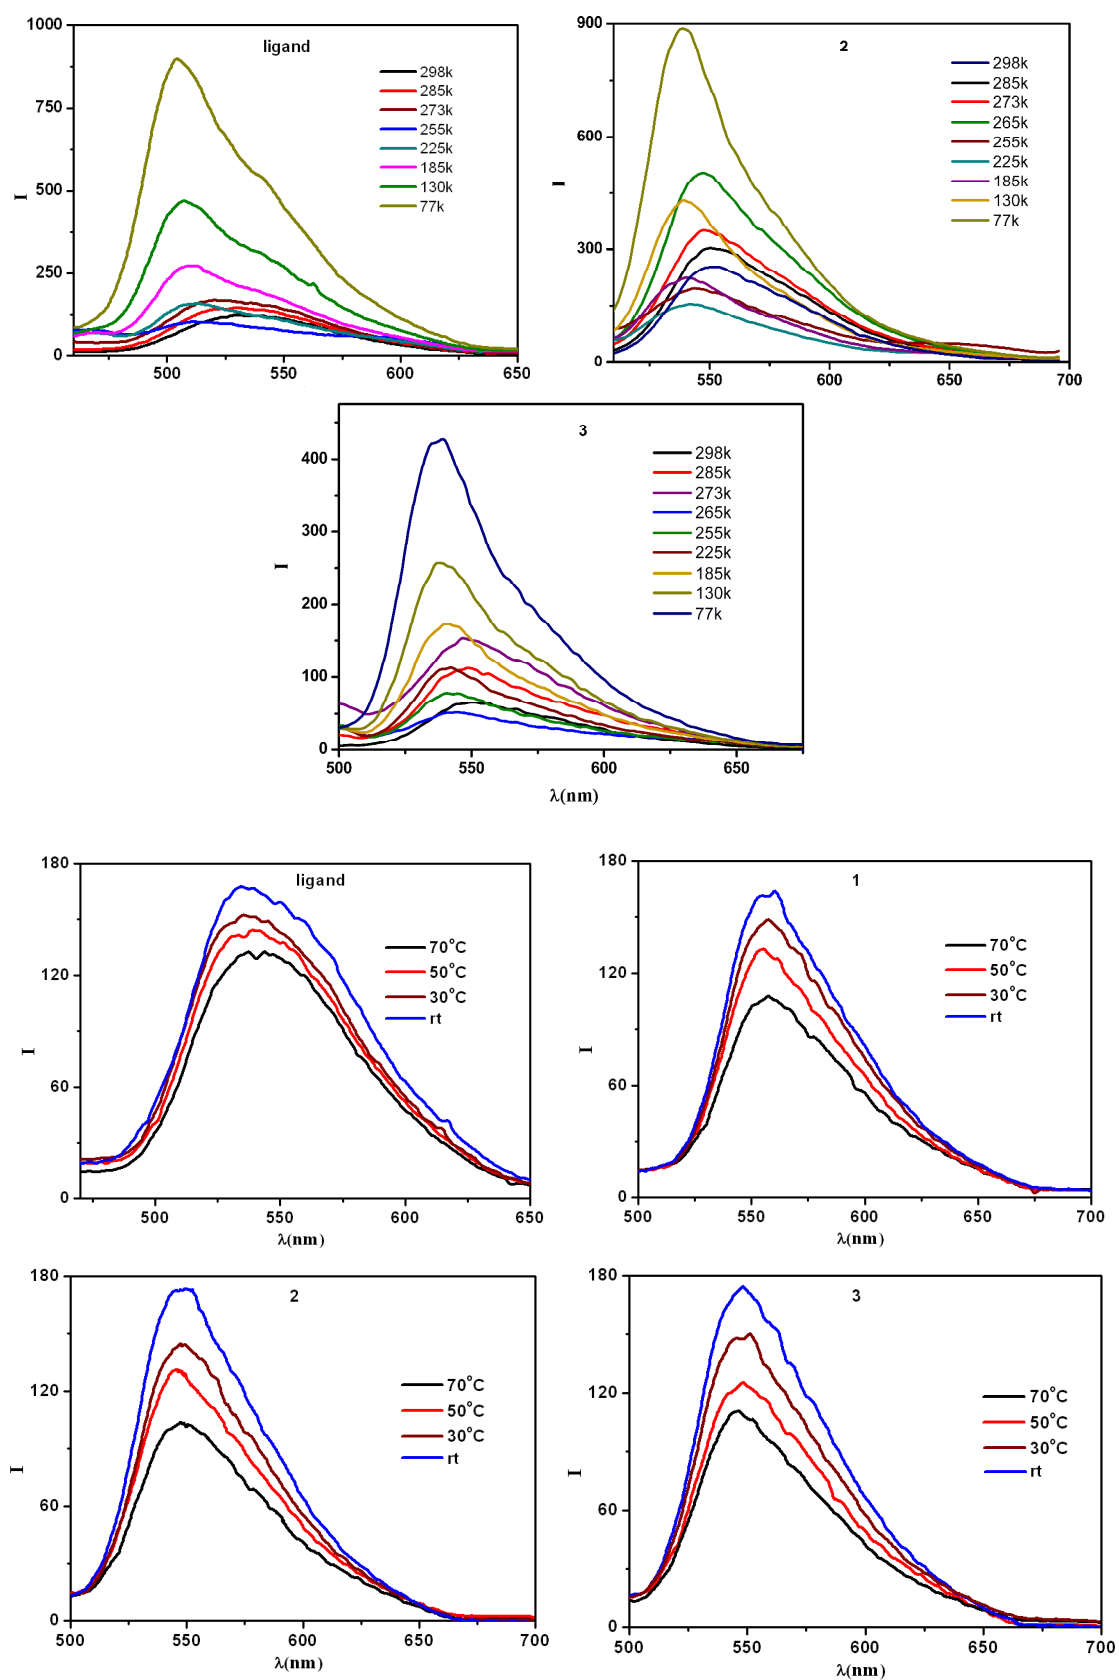 ligand
1000
750
500
250
0
I
298k
285k
273k
255k
225k
185k
130k
77k
500 550 600 650
2
900
600
300
0
I
298k
285k
273k
265k
255k
225k
185k
130k
77k
550 600 650 700
3
400
300
200
100
0
I
298k
285k
273k
265k
255k
225k
185k
130k
77k
500 550 600 650
λ(nm)
ligand
180
120
60
0
I
70°C
50°C
30°C
rt
500 550 600 650
λ(nm)
1
180
120
60
0
I
70°C
50°C
30°C
rt
500 550 600 650 700
λ(nm)
2
180
120
60
0
I
70°C
50°C
30°C
rt
500 550 600 650 700
λ(nm)
3
180
120
60
0
I
70°C
50°C
30°C
rt
500 550 600 650 700
λ(nm)